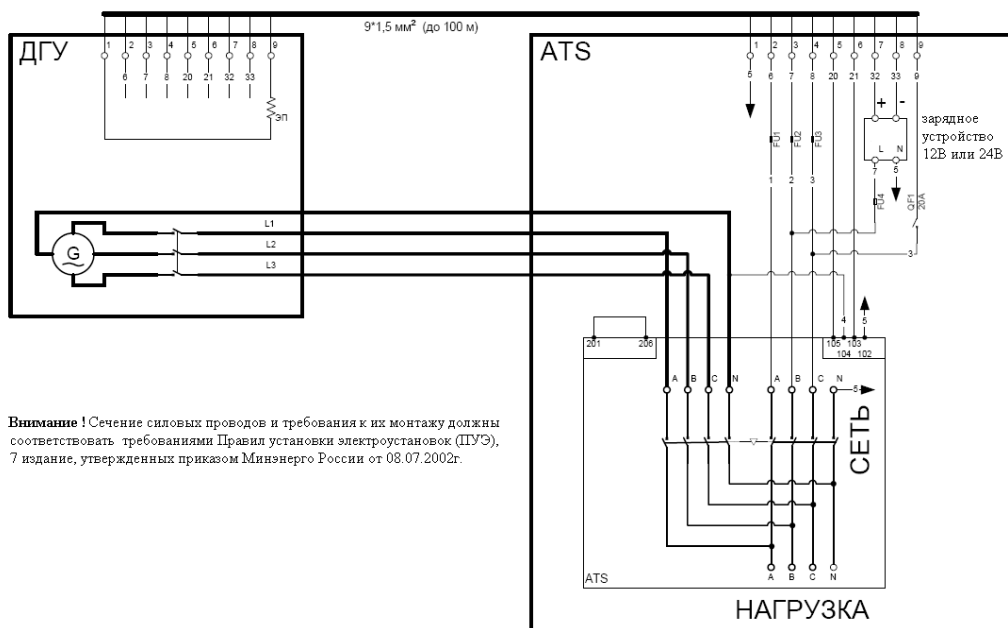 9*1,5 мм² (до 100 м)
ДГУ
1 2 3 4 5 6 7 8 9
6 7 8 20 21 32 33
ЭП
ATS
1 2 3 4 5 6 7 8 9
5 6 7 8 20 21 32 33 9
+ -
зарядное
устройство
12В или 24В
L N
7 5
FU1 FU2 FU3
FU4
QF1
20A
1 2 3
3
L1
G
L2
L3
4 5
201 206
105 103
104 102
A B C N A B C N
5
СЕТЬ
Внимание ! Сечение силовых проводов и требования к их монтажу должны
соответствовать требованиями Правил установки электроустановок (ПУЭ),
7 издание, утвержденных приказом Минэнерго России от 08.07.2002г.
ATS
A B C N
НАГРУЗКА